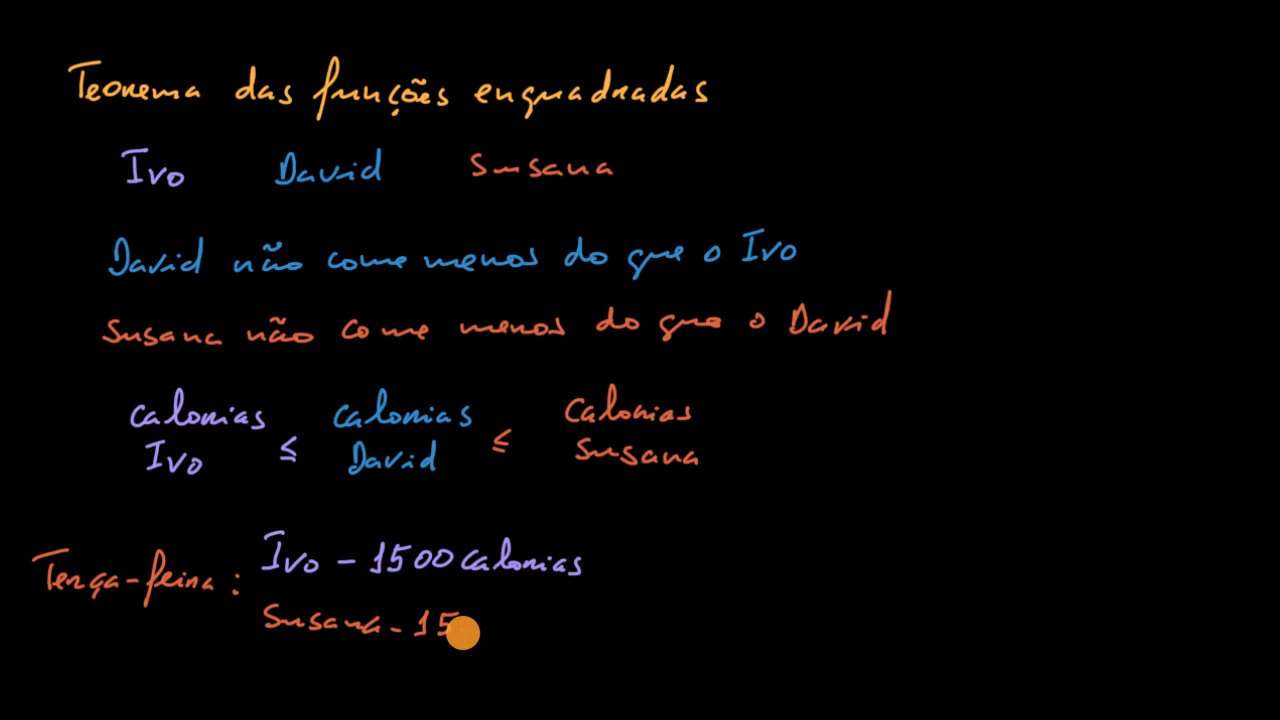 Teorema das funções enquadradas
Ivo David Susana
David não come menos do que o Ivo
Susana não come menos do que o David
Calorias Calorias Calorias
Ivo ≤ David ≤ Susana
Terça-feira: Ivo - 1500 Calorias
Susana - 15